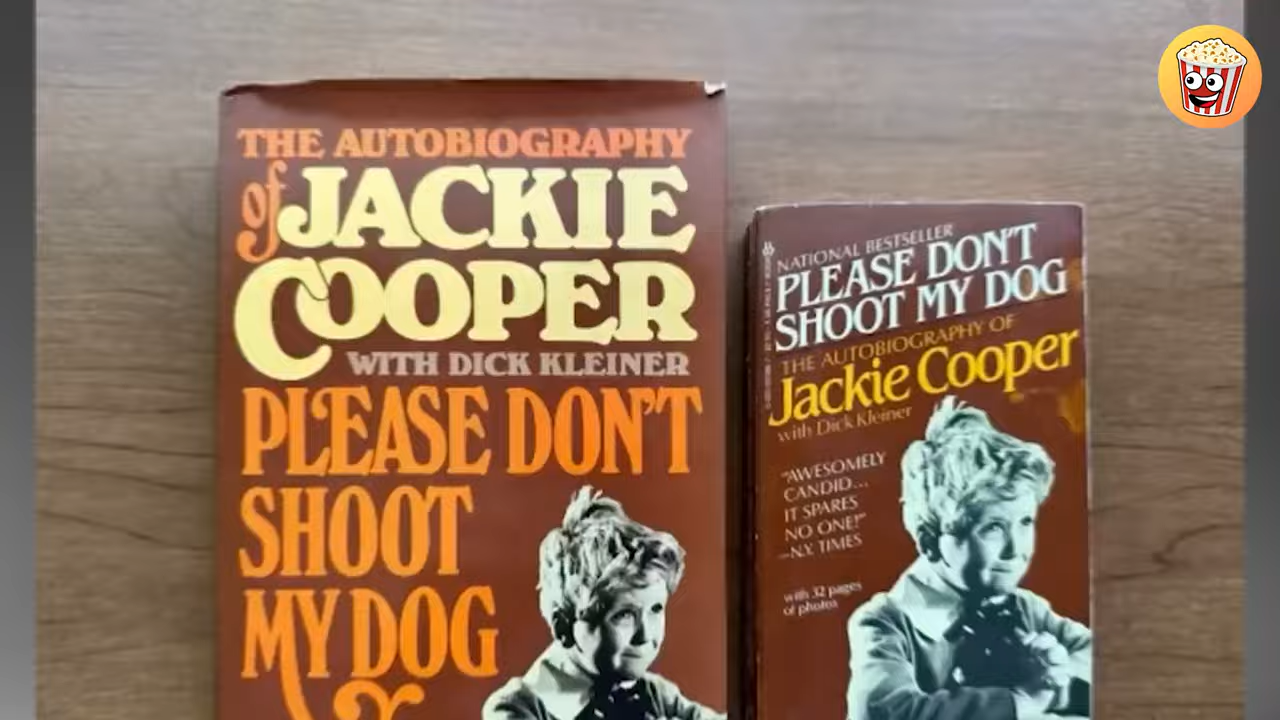 THE AUTOBIOGRAPHY
of JACKIE
COOPER
WITH DICK KLEINER
PLEASE DON'T
SHOOT
MY DOG
NATIONAL BESTSELLER
PLEASE DON'T
SHOOT MY DOG
THE AUTOBIOGRAPHY OF
Jackie Cooper
with Dick Kleiner
"AWESOMELY
CANDID...
IT SPARES
NO ONE!"
—N.Y. TIMES
with 32 pages
of photos